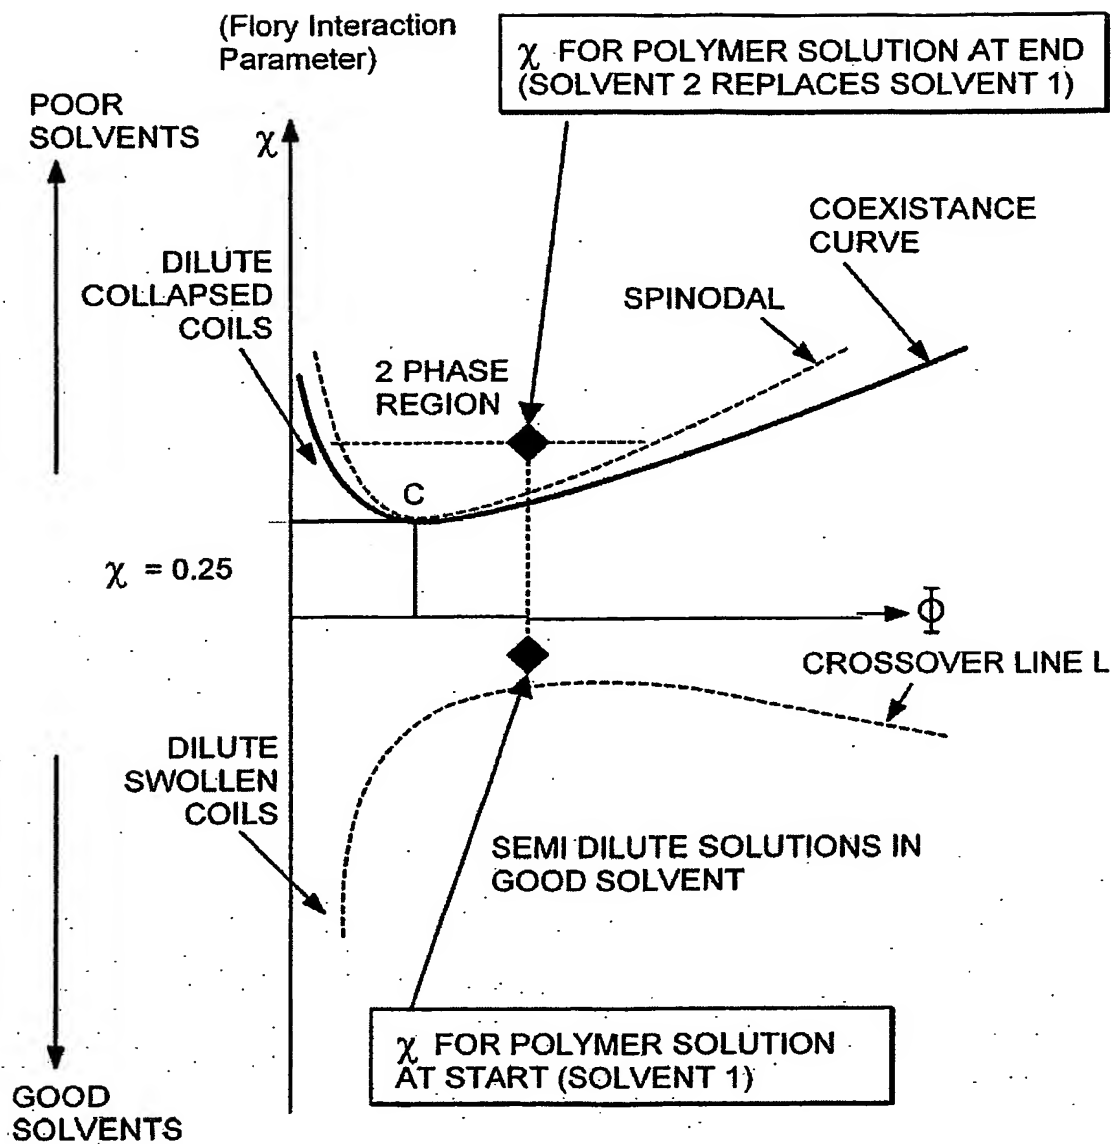 (Flory Interaction
Parameter)
χ FOR POLYMER SOLUTION AT END
(SOLVENT 2 REPLACES SOLVENT 1)
POOR
SOLVENTS
χ
COEXISTANCE
CURVE
DILUTE
COLLAPSED
COILS
SPINODAL
2 PHASE
REGION
C
χ = 0.25
Φ
CROSSOVER LINE L
DILUTE
SWOLLEN
COILS
SEMI DILUTE SOLUTIONS IN
GOOD SOLVENT
χ FOR POLYMER SOLUTION
AT START (SOLVENT 1)
GOOD
SOLVENTS